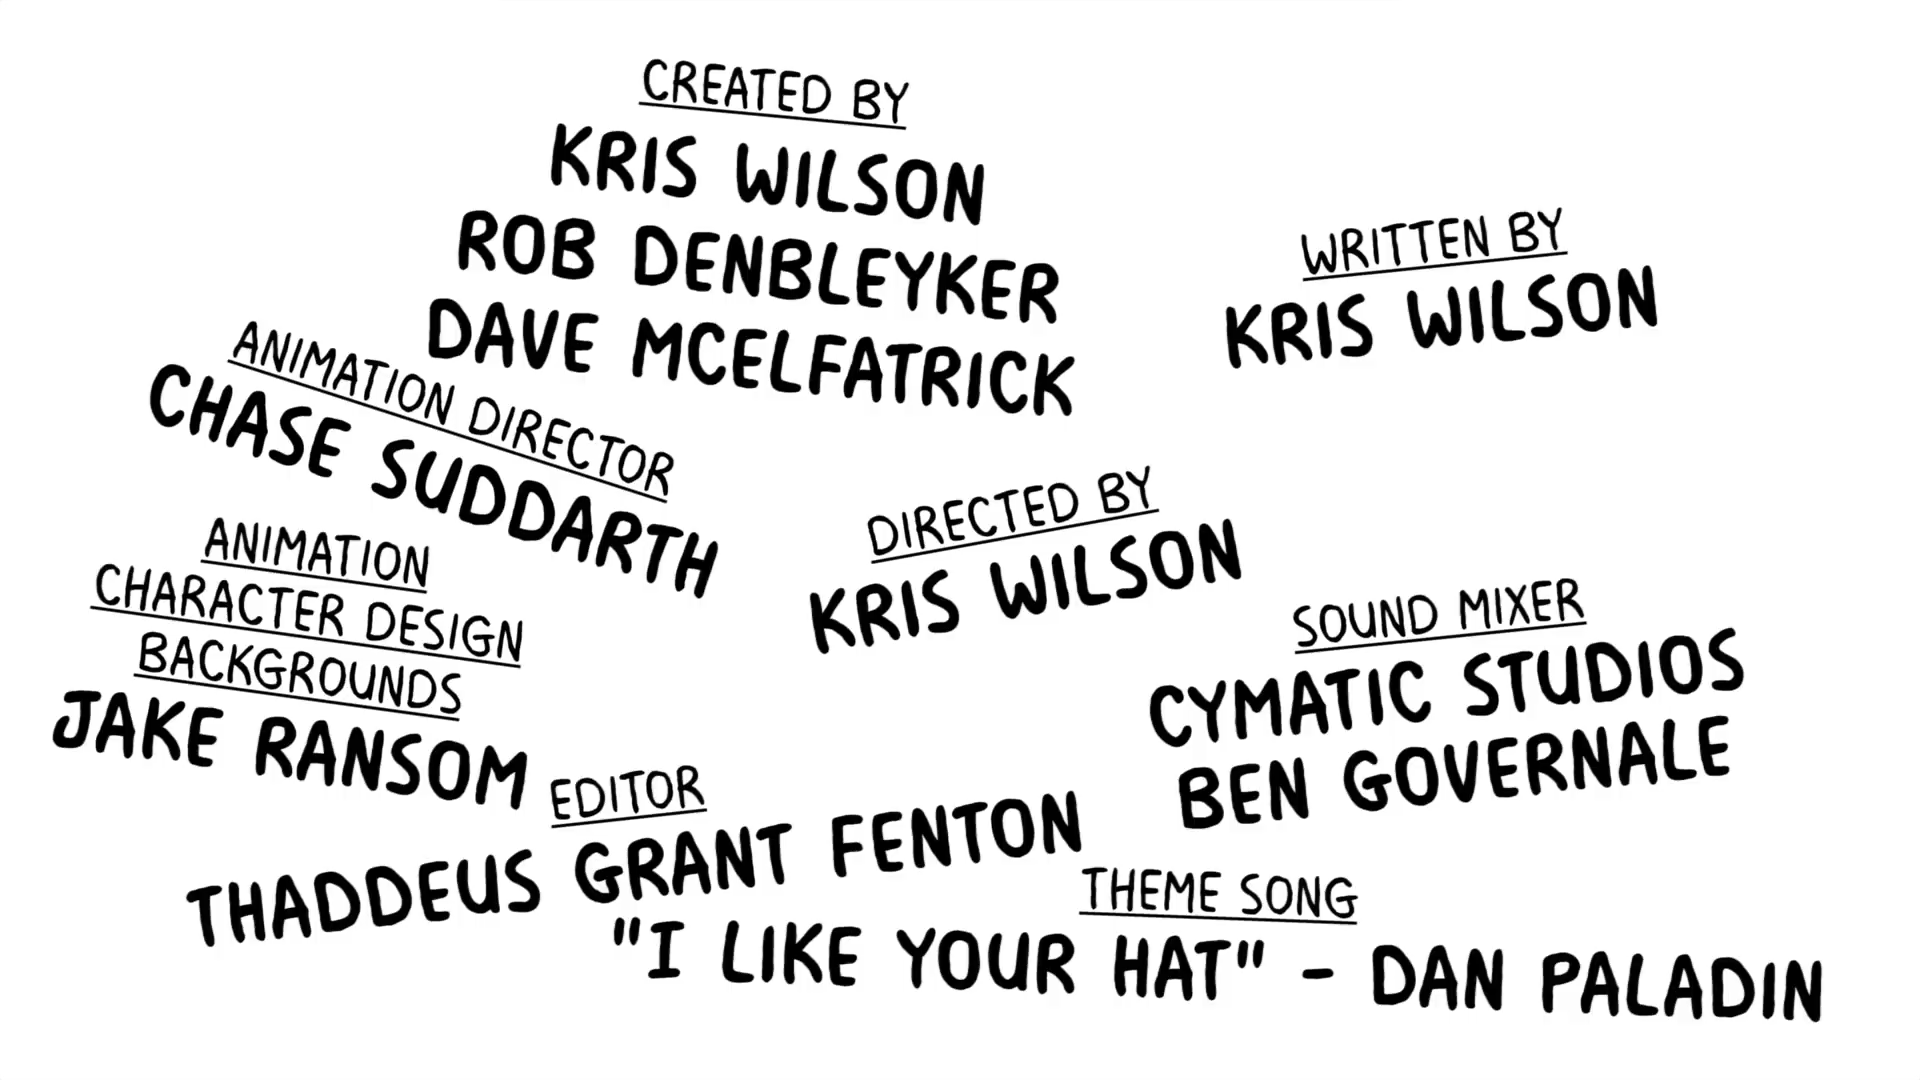 CREATED BY
KRIS WILSON
ROB DENBLEYKER
DAVE MCELFATRICK
WRITTEN BY
KRIS WILSON
ANIMATION DIRECTOR
CHASE SUDDARTH
DIRECTED BY
KRIS WILSON
ANIMATION
CHARACTER DESIGN
BACKGROUNDS
JAKE RANSOM
SOUND MIXER
CYMATIC STUDIOS
BEN GOVERNALE
EDITOR
THADDEUS GRANT FENTON
THEME SONG
"I LIKE YOUR HAT" - DAN PALADIN